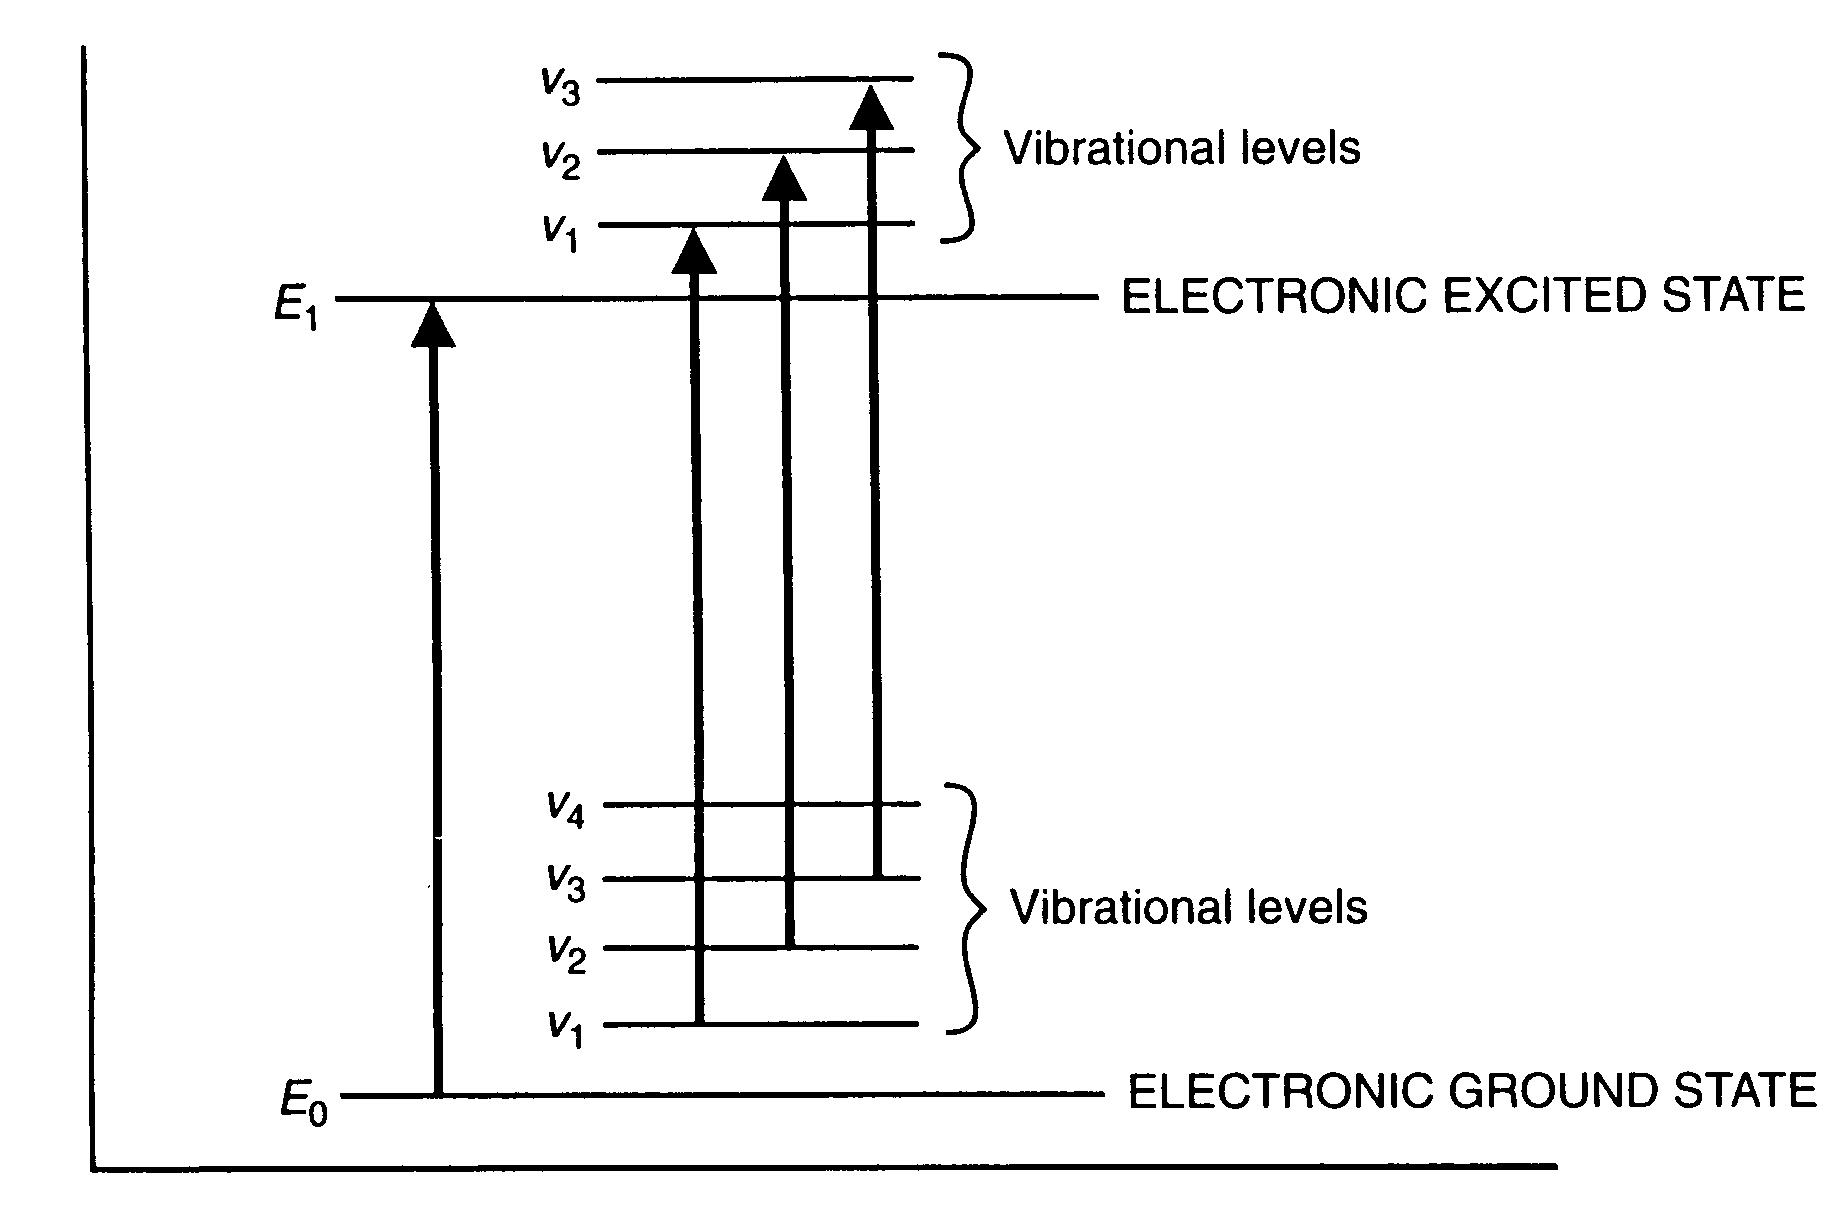 v3
v2
Vibrational levels
v1
E1
ELECTRONIC EXCITED STATE
v4
v3
Vibrational levels
v2
v1
E0
ELECTRONIC GROUND STATE